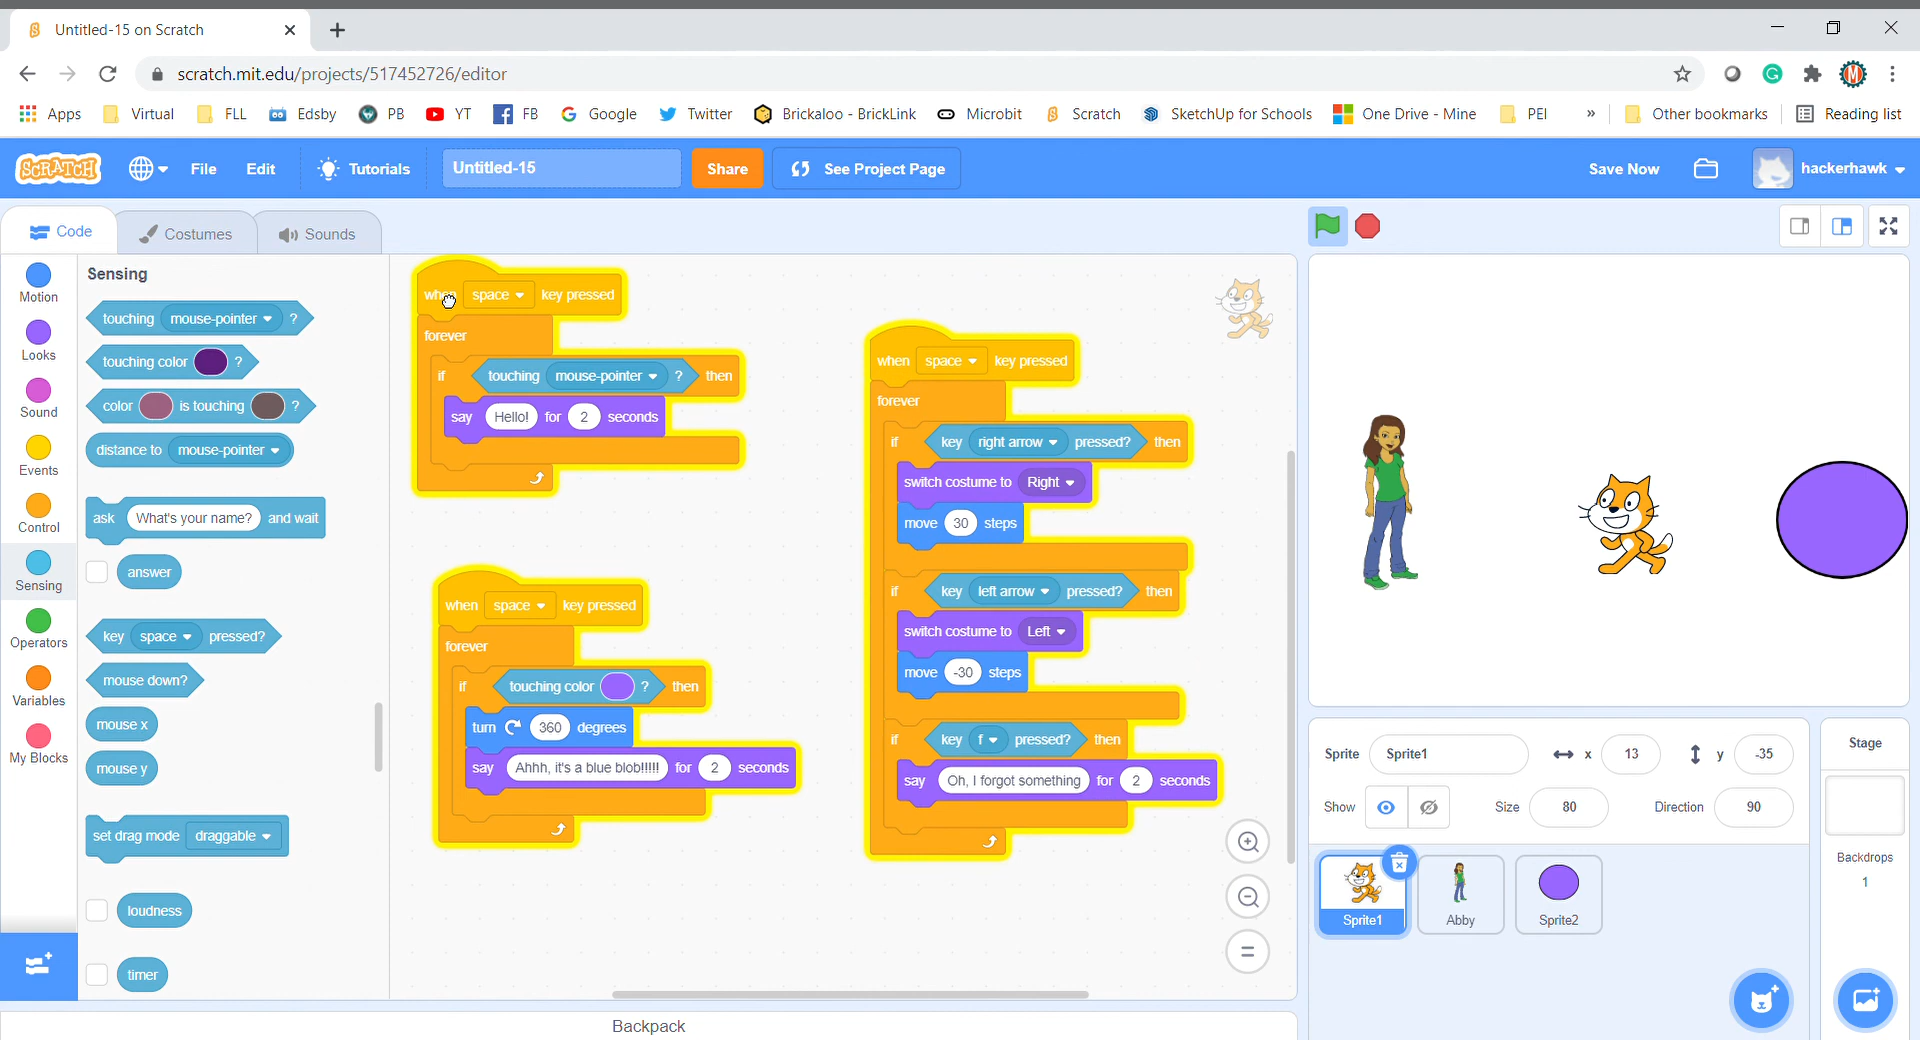 Untitled-15 on Scratch
scratch.mit.edu/projects/517452726/editor
Apps Virtual FLL Edsby PB YT FB Google Twitter Brickaloo - BrickLink Microbit Scratch SketchUp for Schools One Drive - Mine PEI » Other bookmarks Reading list
SCRATCH File Edit Tutorials Untitled-15 Share See Project Page Save Now hackerhawk
Code Costumes Sounds
Motion
Looks
Sound
Events
Control
Sensing
Operators
Variables
My Blocks
Sensing
touching mouse-pointer ?
touching color ?
color is touching ?
distance to mouse-pointer
ask What's your name? and wait
answer
key space pressed?
mouse down?
mouse x
mouse y
set drag mode draggable
loudness
timer
when space key pressed
forever
if touching mouse-pointer ? then
say Hello! for 2 seconds
when space key pressed
forever
if touching color ? then
turn 360 degrees
say Ahhh, it's a blue blob!!!!! for 2 seconds
when space key pressed
forever
if key right arrow pressed? then
switch costume to Right
move 30 steps
if key left arrow pressed? then
switch costume to Left
move -30 steps
if key f pressed? then
say Oh, I forgot something for 2 seconds
Backpack
Sprite Sprite1 x 13 y -35
Show Size 80 Direction 90
Sprite1
Abby
Sprite2
Stage
Backdrops
1